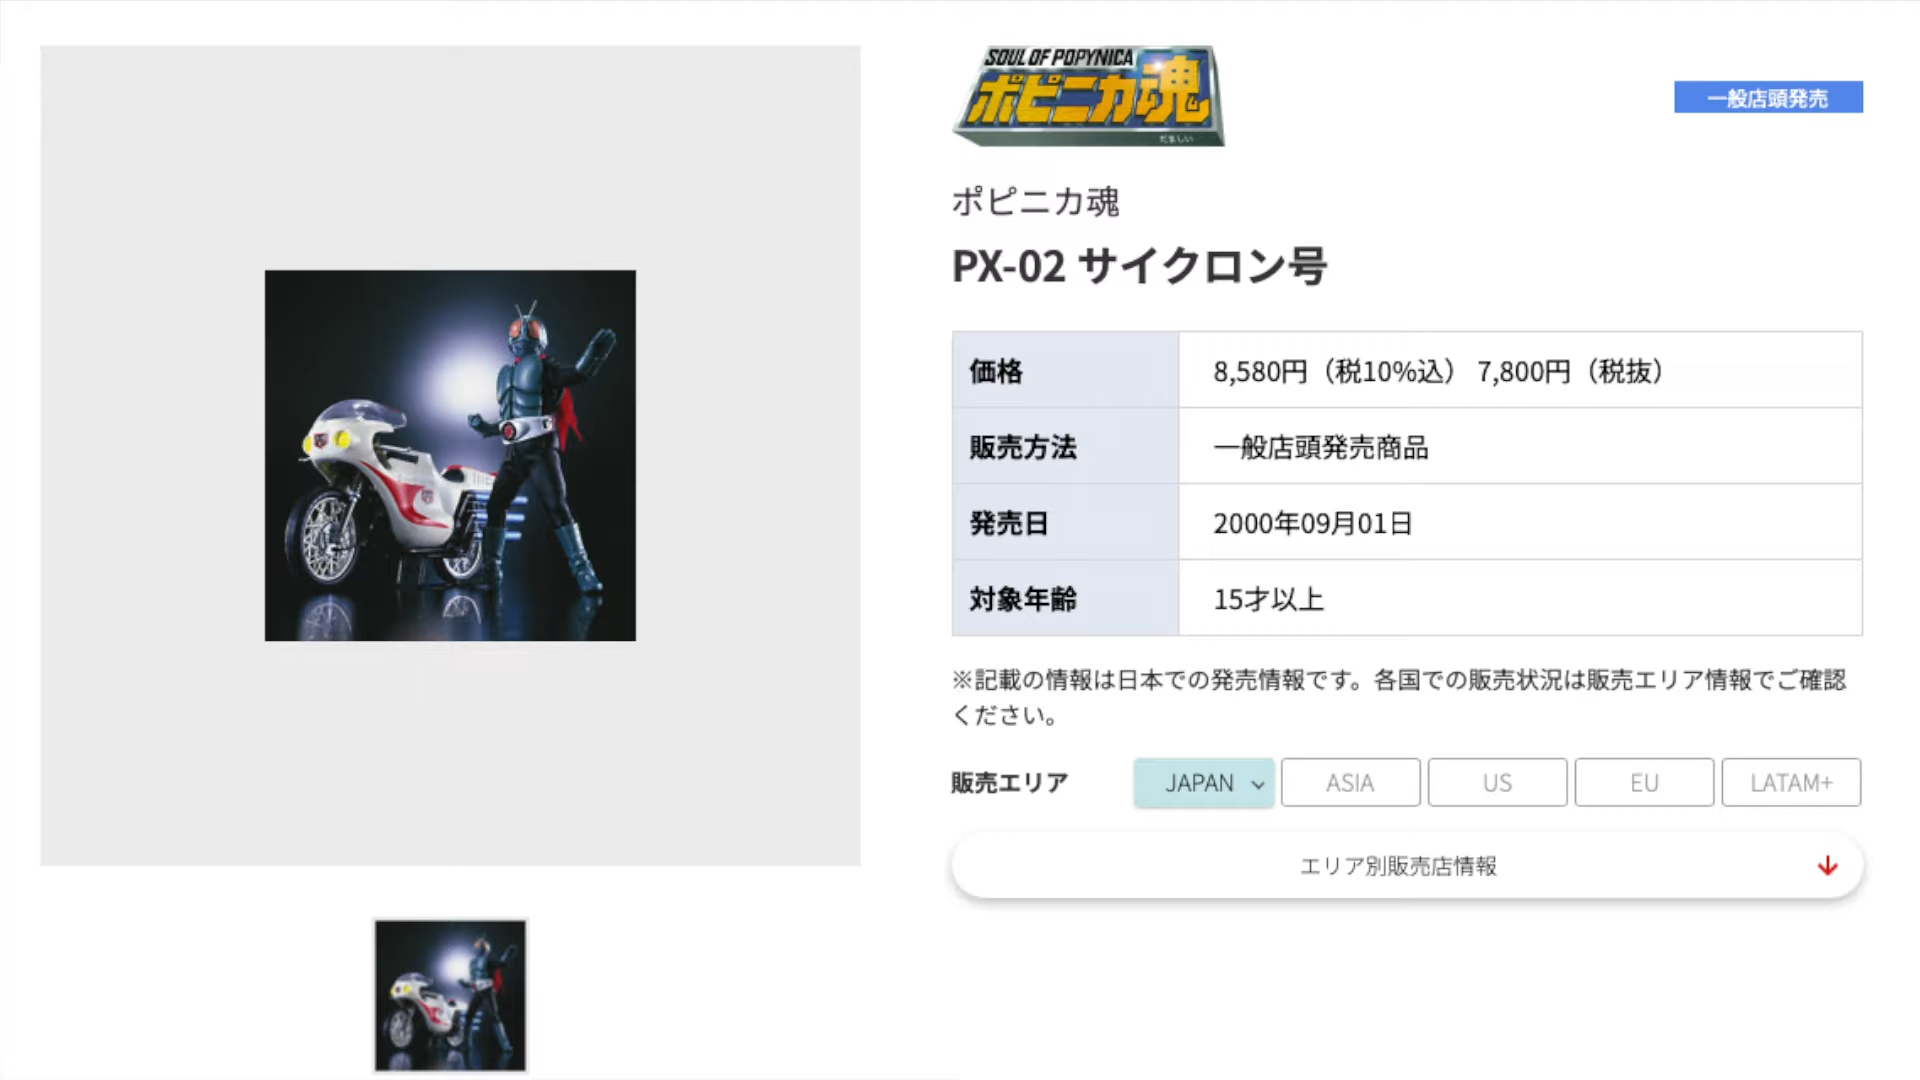 SOUL OF POPYNICA
ポピニカ魂
だましい
一般店頭発売
ポピニカ魂
PX-02 サイクロン号
価格 8,580円（税10%込） 7,800円（税抜）
販売方法 一般店頭発売商品
発売日 2000年09月01日
対象年齢 15才以上
※記載の情報は日本での発売情報です。各国での販売状況は販売エリア情報でご確認
ください。
販売エリア JAPAN ASIA US EU LATAM+
エリア別販売店情報